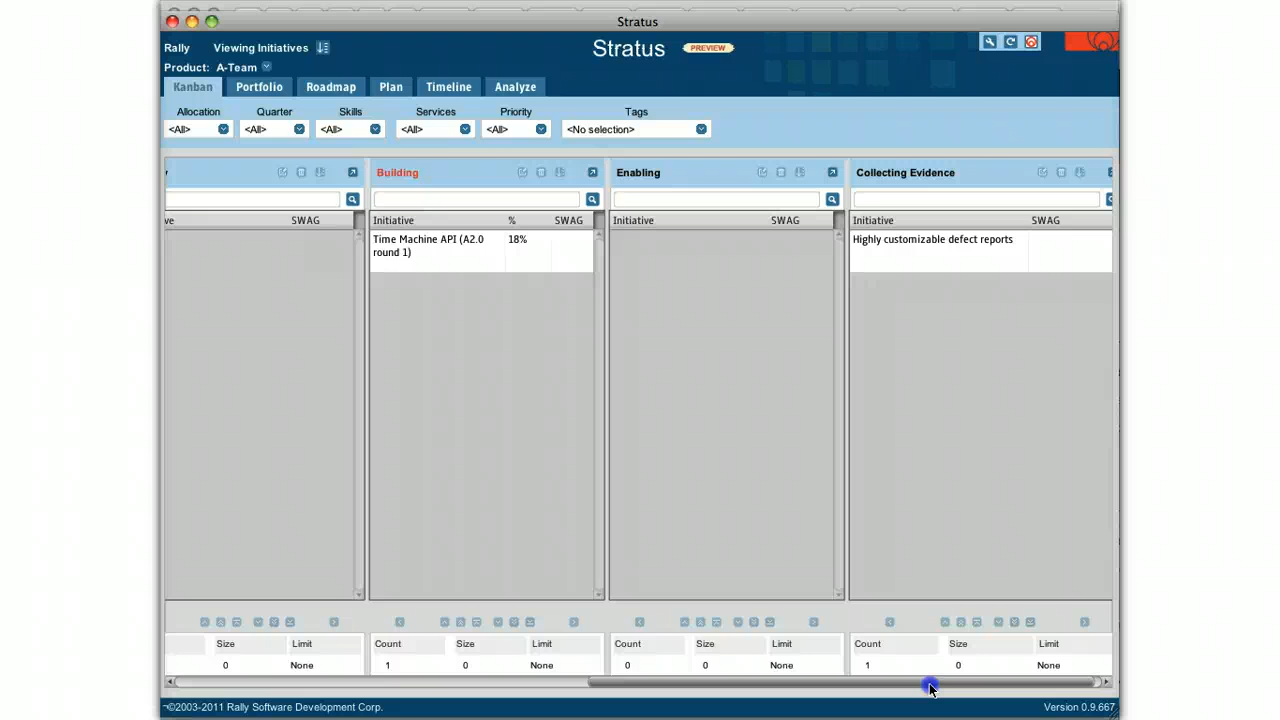 Stratus
Rally Viewing Initiatives
Stratus PREVIEW
Product: A-Team
Kanban Portfolio Roadmap Plan Timeline Analyze
Allocation Quarter Skills Services Priority Tags
<All> <All> <All> <All> <All> <No selection>
Building Enabling Collecting Evidence
SWAG Initiative % SWAG Initiative SWAG Initiative SWAG
Time Machine API (A2.0 round 1) 18% Highly customizable defect reports
Size Limit Count Size Limit Count Size Limit Count Size Limit
0 None 1 0 None 0 0 None 1 0 None
©2003-2011 Rally Software Development Corp. Version 0.9.667